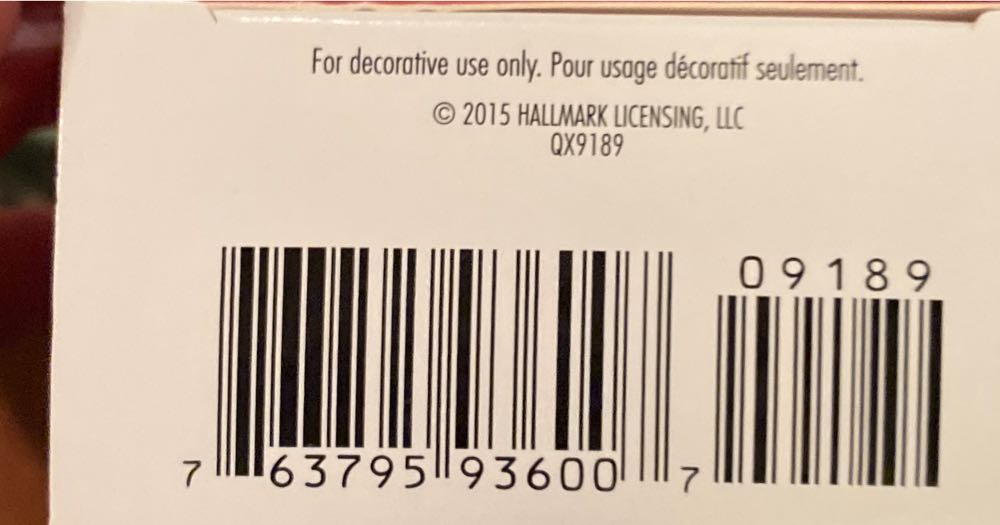 For decorative use only. Pour usage décoratif seulement.
© 2015 HALLMARK LICENSING, LLC
QX9189
09189
7 63795 93600 7